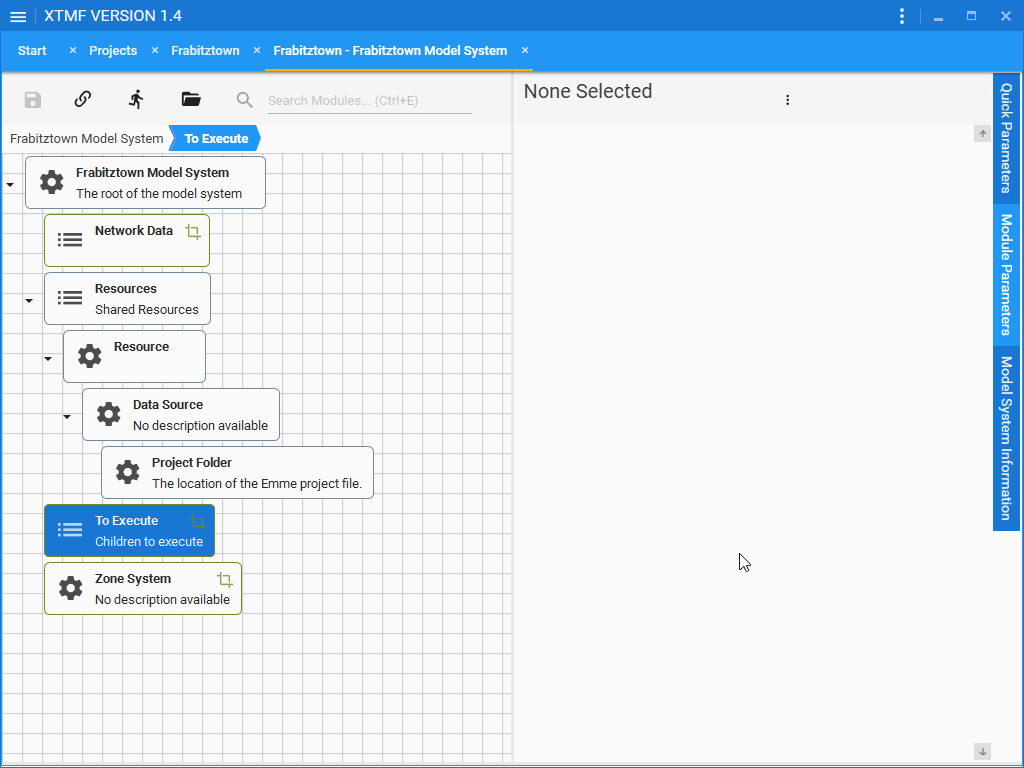 XTMF VERSION 1.4
Start
Projects
Frabitztown
Frabitztown - Frabitztown Model System
Search Modules... (Ctrl+E)
None Selected
Frabitztown Model System
To Execute
Frabitztown Model System
The root of the model system
Network Data
Resources
Shared Resources
Resource
Data Source
No description available
Project Folder
The location of the Emme project file.
To Execute
Children to execute
Zone System
No description available
Quick Parameters
Module Parameters
Model System Information